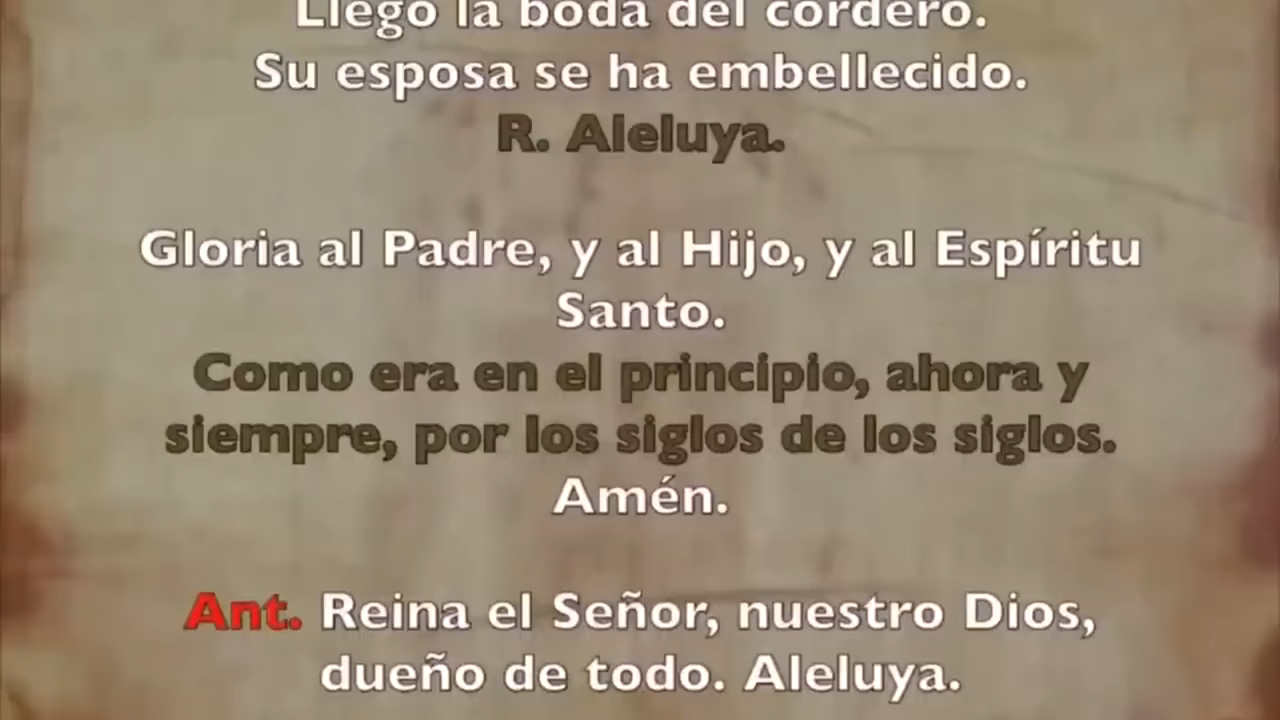 Llegó la boda del cordero.
Su esposa se ha embellecido.
R. Aleluya.
Gloria al Padre, y al Hijo, y al Espíritu
Santo.
Como era en el principio, ahora y
siempre, por los siglos de los siglos.
Amén.
Ant. Reina el Señor, nuestro Dios,
dueño de todo. Aleluya.